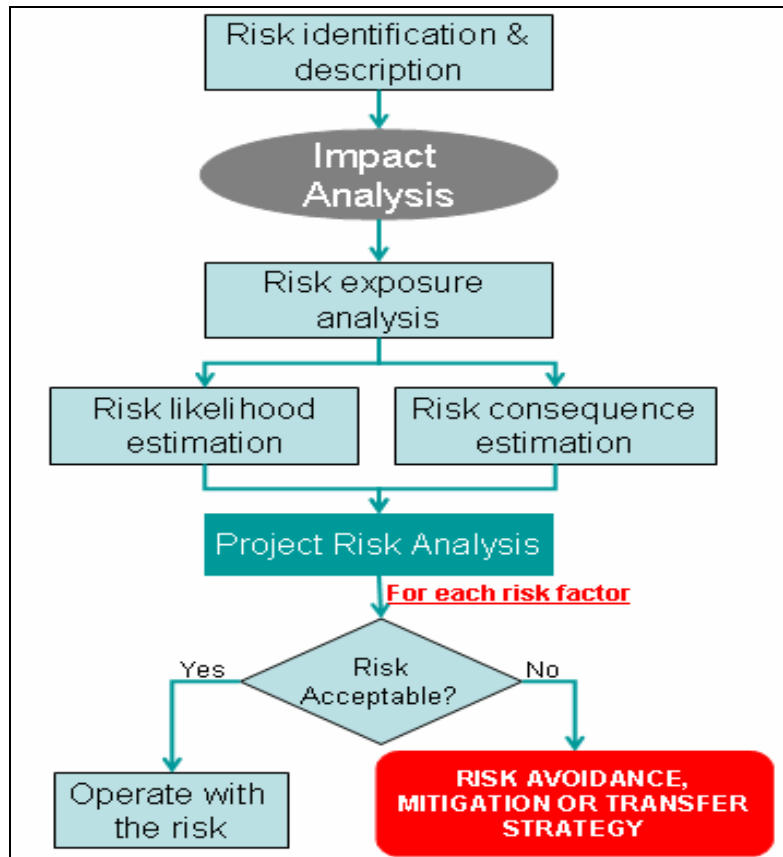 Risk identification &
description
Impact
Analysis
Risk exposure
analysis
Risk likelihood
estimation
Risk consequence
estimation
Project Risk Analysis
For each risk factor
Yes
Risk
Acceptable?
No
Operate with
the risk
RISK AVOIDANCE,
MITIGATION OR TRANSFER
STRATEGY